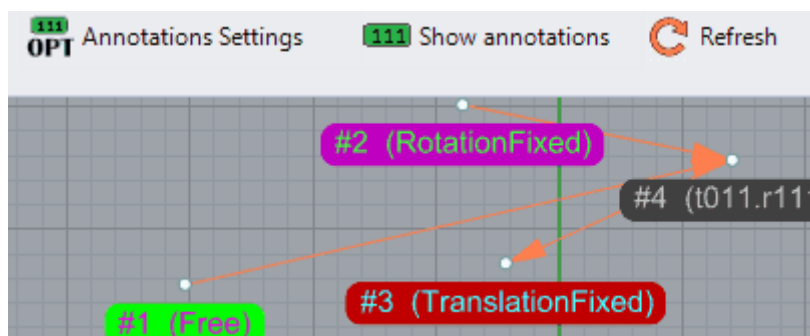 111
OPT Annotations Settings
111 Show annotations
Refresh
#2 (RotationFixed)
#4 (t011.r11
#3 (TranslationFixed)
#1 (Free)